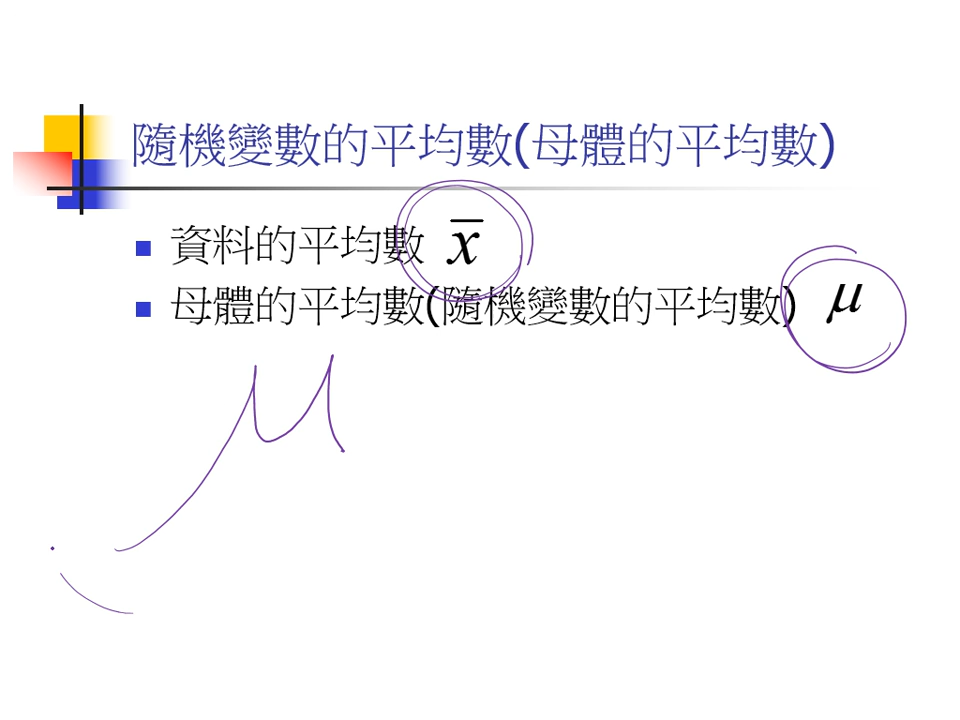 隨機變數的平均數(母體的平均數)
資料的平均數 x̅
母體的平均數(隨機變數的平均數) μ
μ